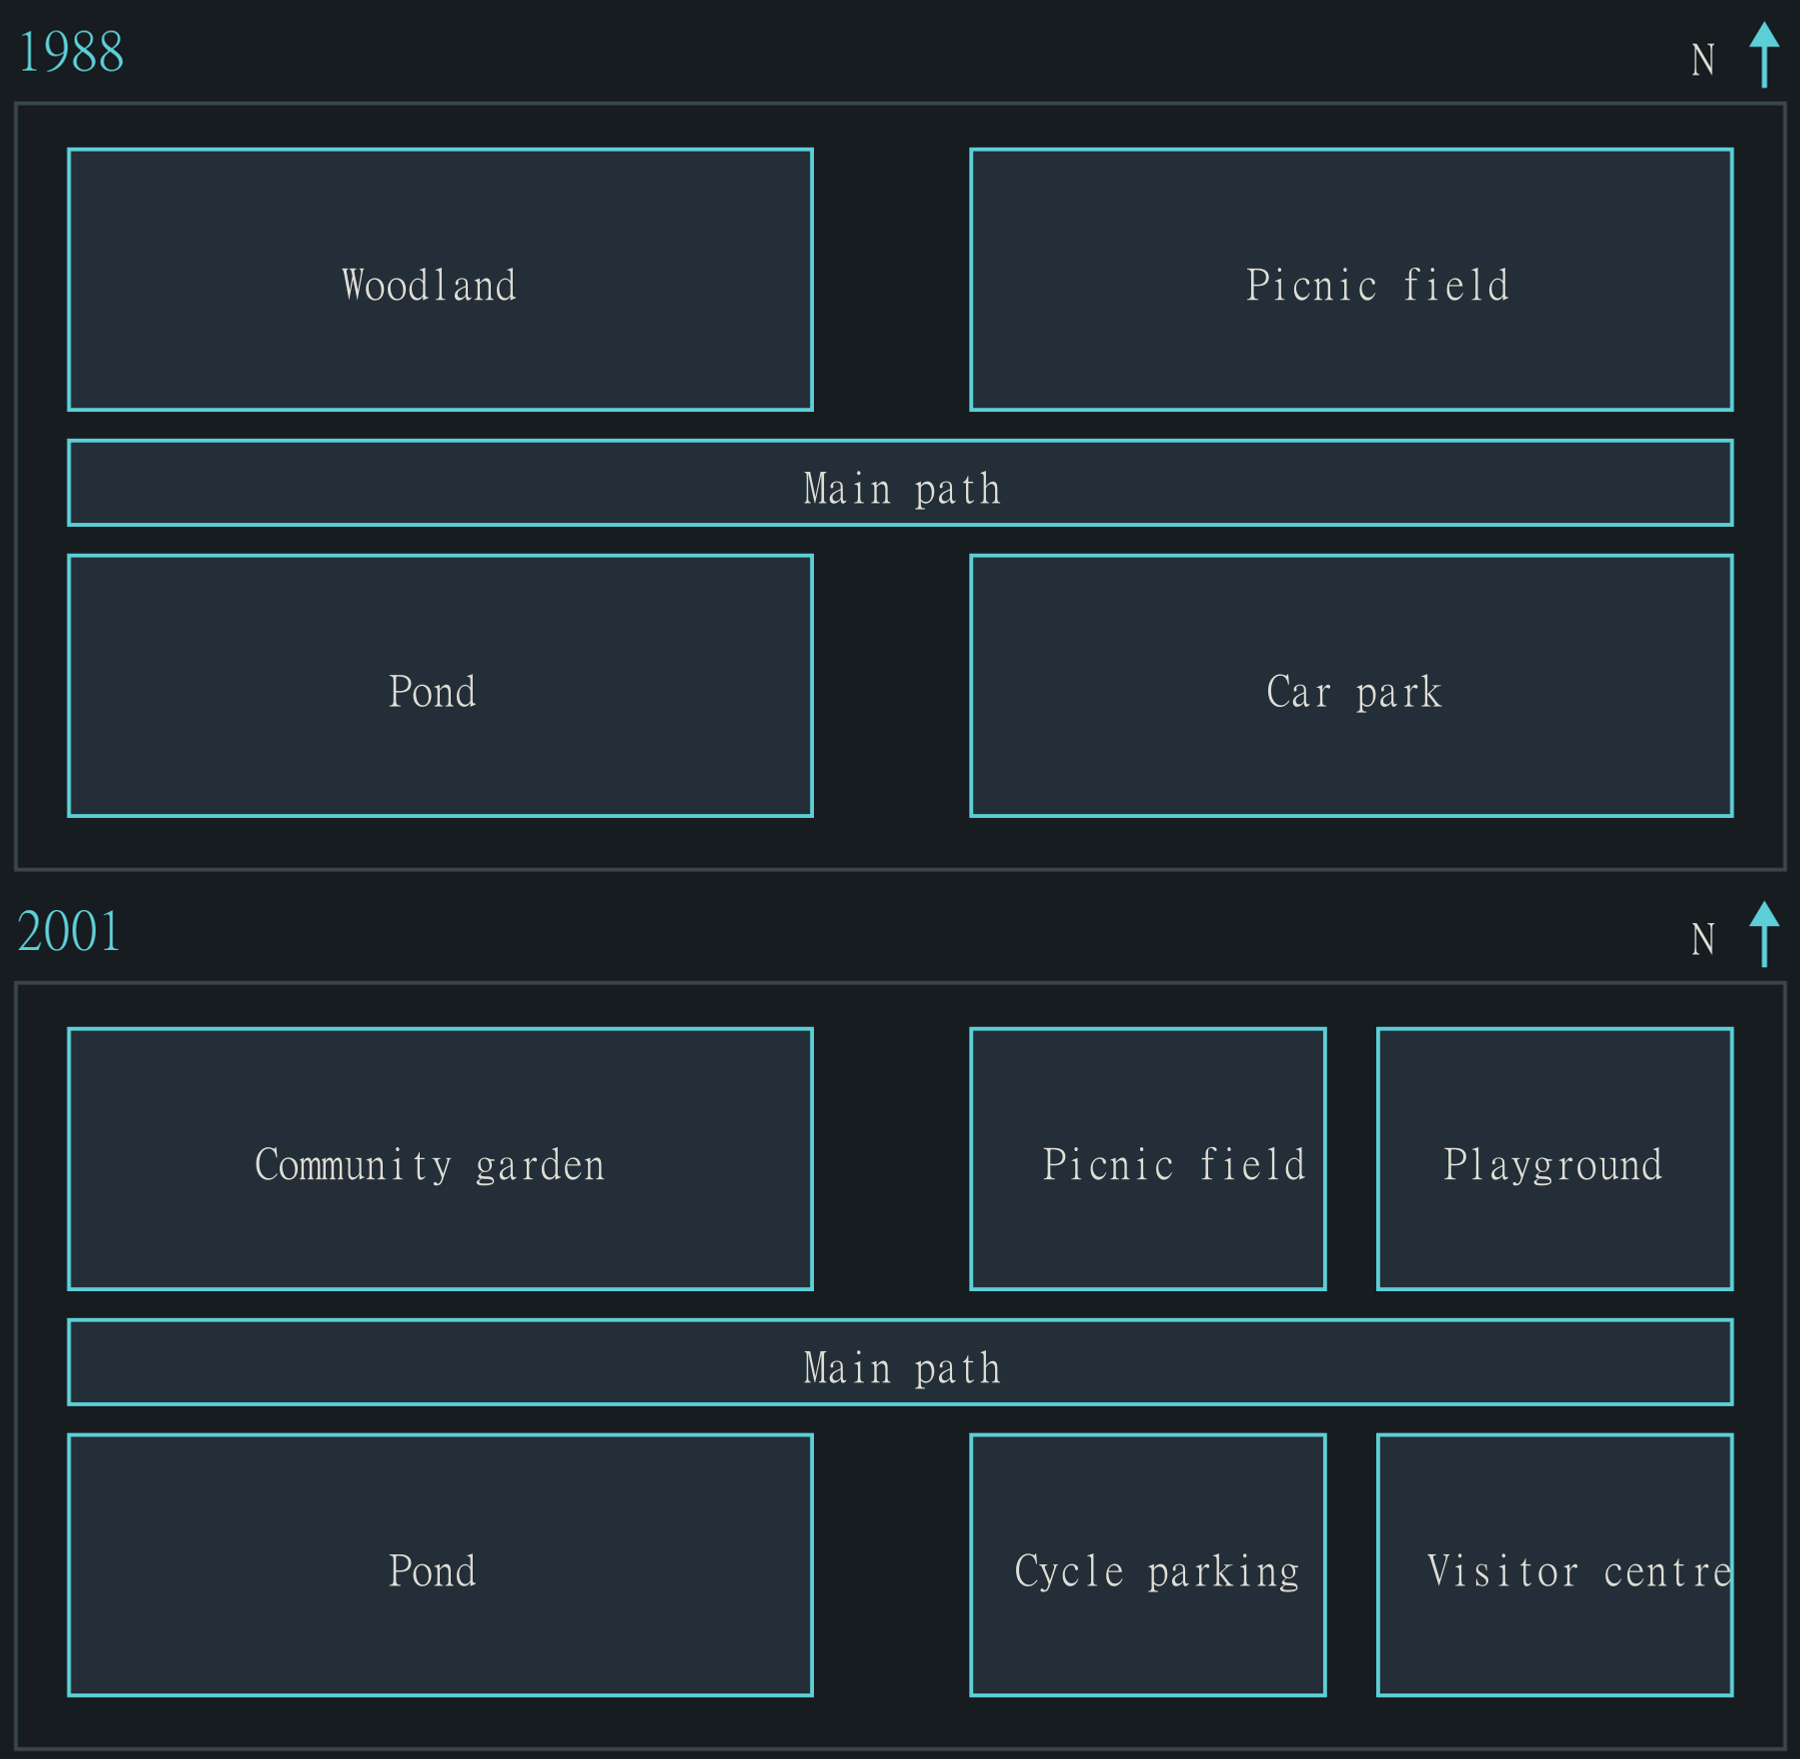 1988
N
Woodland
Picnic field
Main path
Pond
Car park
2001
N
Community garden
Picnic field
Playground
Main path
Pond
Cycle parking
Visitor centre